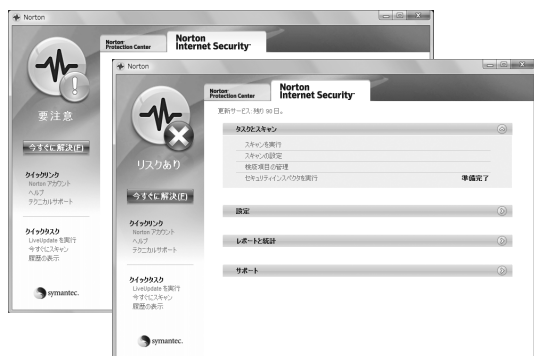 Norton
Norton Protection Center
Norton Internet Security
要注意
今すぐに解決(F)
クイックリンク
Norton アカウント
ヘルプ
テクニカルサポート
クイックタスク
LiveUpdate を実行
今すぐにスキャン
履歴の表示
symantec.
Norton
Norton Protection Center
Norton Internet Security
更新サービス: 残り 90 日。
リスクあり
今すぐに解決(F)
クイックリンク
Norton アカウント
ヘルプ
テクニカルサポート
クイックタスク
LiveUpdate を実行
今すぐにスキャン
履歴の表示
symantec.
タスクとスキャン
スキャンを実行
スキャンの設定
検疫項目の管理
セキュリティインスペクタを実行 準備完了
設定
レポートと統計
サポート